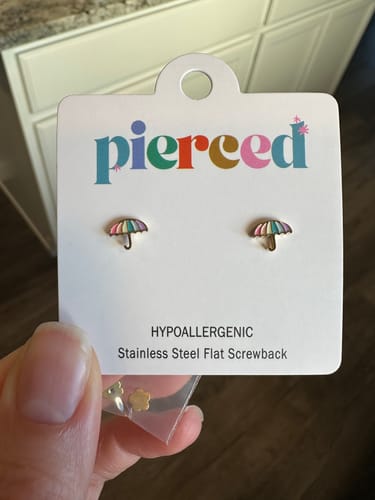 pierced
HYPOALLERGENIC
Stainless Steel Flat Screwback